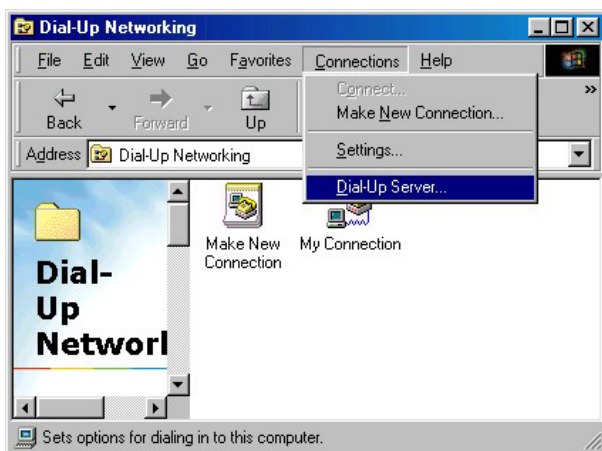 Dial-Up Networking
File Edit View Go Favorites Connections Help
Connect...
Make New Connection...
Settings...
Dial-Up Server...
Back Forward Up »
Address Dial-Up Networking
Dial-
Up
Networl
Make New
Connection
My Connection
Sets options for dialing in to this computer.